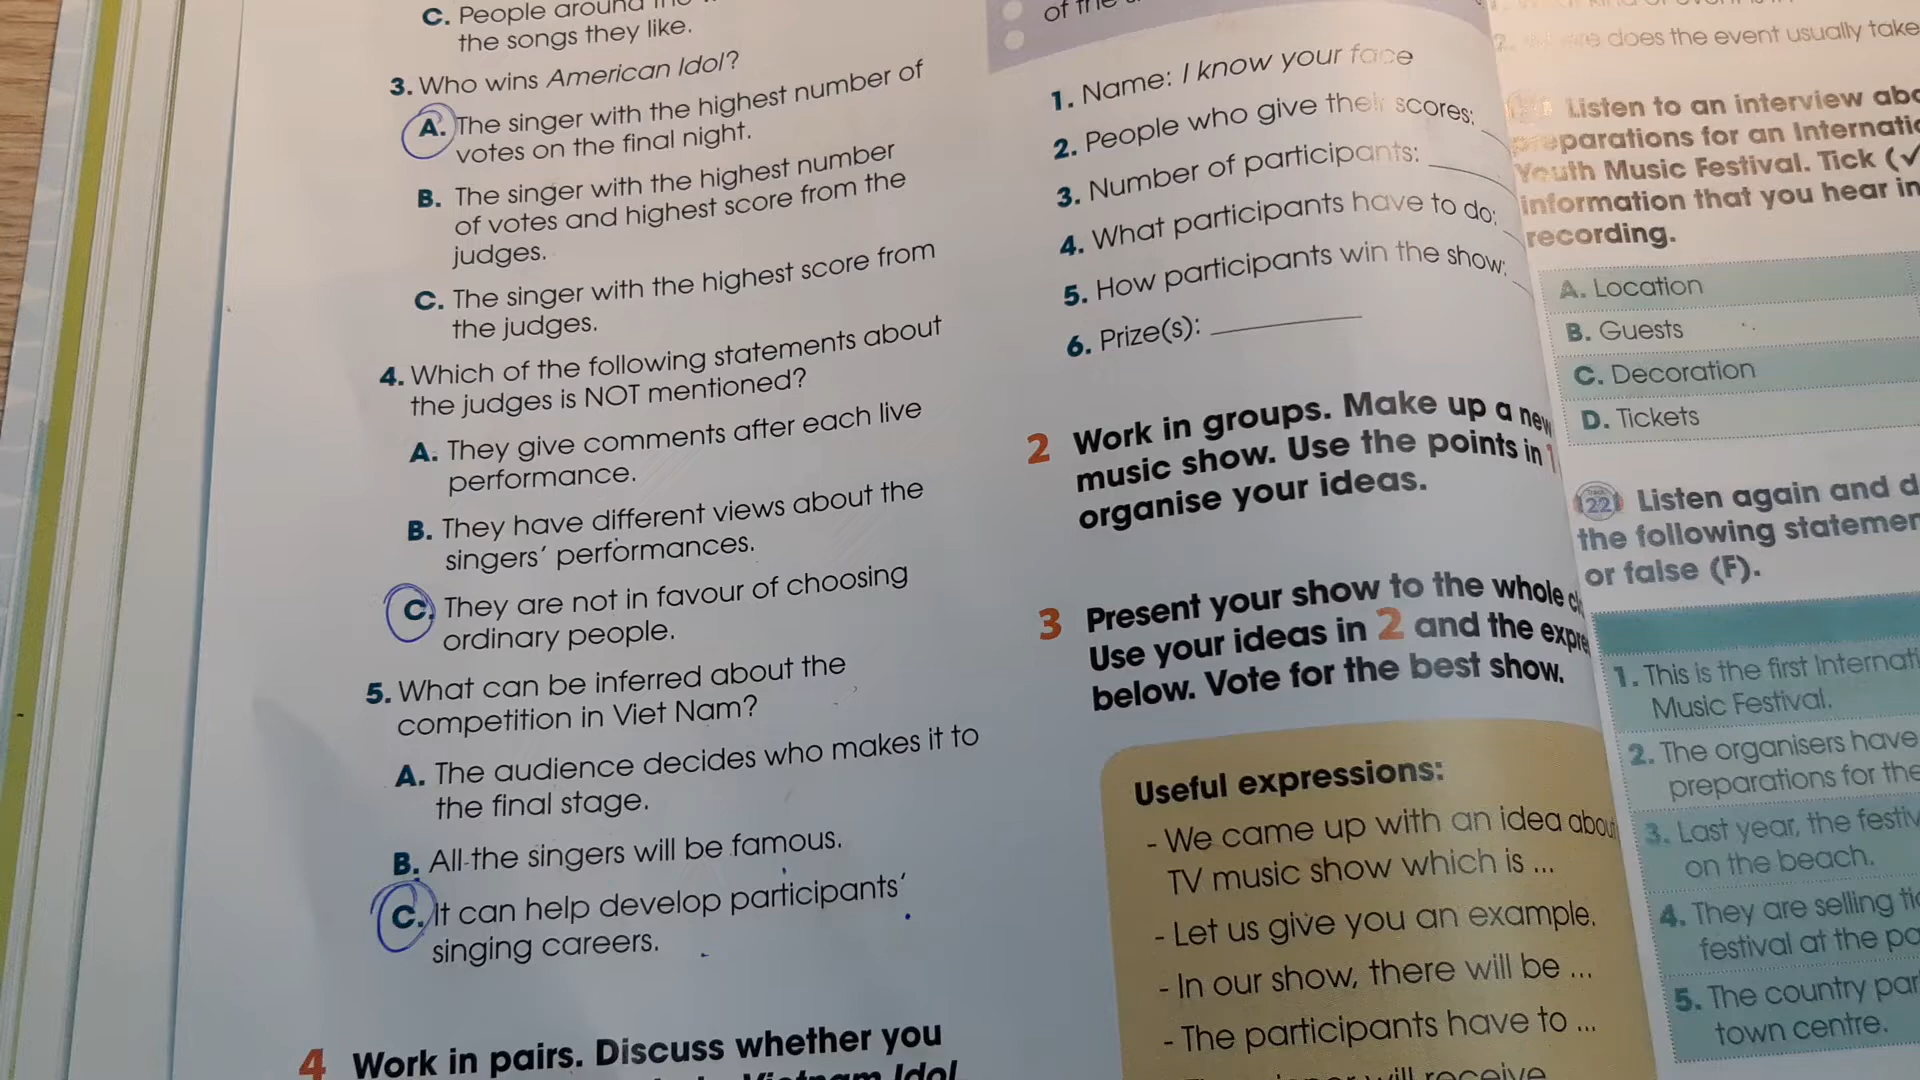 C. People around
the songs they like.
3. Who wins American Idol?
A. The singer with the highest number of
votes on the final night.
B. The singer with the highest number
of votes and highest score from the
judges.
C. The singer with the highest score from
the judges.
4. Which of the following statements about
the judges is NOT mentioned?
A. They give comments after each live
performance.
B. They have different views about the
singers' performances.
C. They are not in favour of choosing
ordinary people.
5. What can be inferred about the
competition in Viet Nam?
A. The audience decides who makes it to
the final stage.
B. All the singers will be famous.
C. It can help develop participants'
singing careers.
4 Work in pairs. Discuss whether you
Vietnam Idol
of the
1. Name: I know your face
2. People who give their scores:
3. Number of participants:
4. What participants have to do:
5. How participants win the show:
6. Prize(s):
2 Work in groups. Make up a new
music show. Use the points in 1
organise your ideas.
3 Present your show to the whole
Use your ideas in 2 and the
below. Vote for the best show.
Useful expressions:
- We came up with an idea about
TV music show which is ...
- Let us give you an example.
- In our show, there will be ...
- The participants have to ...
will receive
2. does the event usually take
Listen to an interview
preparations for an
Youth Music Festival. Tick (✓
information that you hear in
recording.
A. Location
B. Guests
C. Decoration
D. Tickets
22 Listen again and
the following
or false (F).
1. This is the first
Music Festival.
2. The organisers have
preparations for the
3. Last year, the
on the beach.
4. They are selling
festival at the
5. The country
town centre.